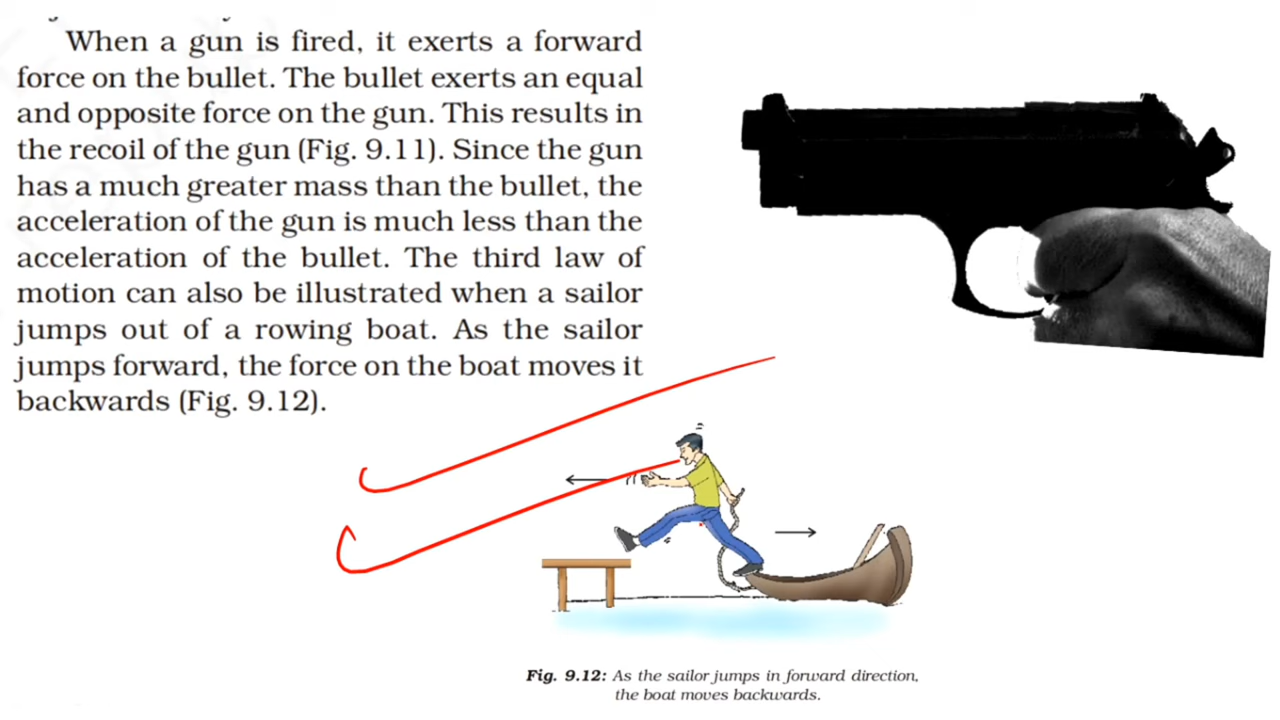 When a gun is fired, it exerts a forward
force on the bullet. The bullet exerts an equal
and opposite force on the gun. This results in
the recoil of the gun (Fig. 9.11). Since the gun
has a much greater mass than the bullet, the
acceleration of the gun is much less than the
acceleration of the bullet. The third law of
motion can also be illustrated when a sailor
jumps out of a rowing boat. As the sailor
jumps forward, the force on the boat moves it
backwards (Fig. 9.12).
Fig. 9.12: As the sailor jumps in forward direction,
the boat moves backwards.